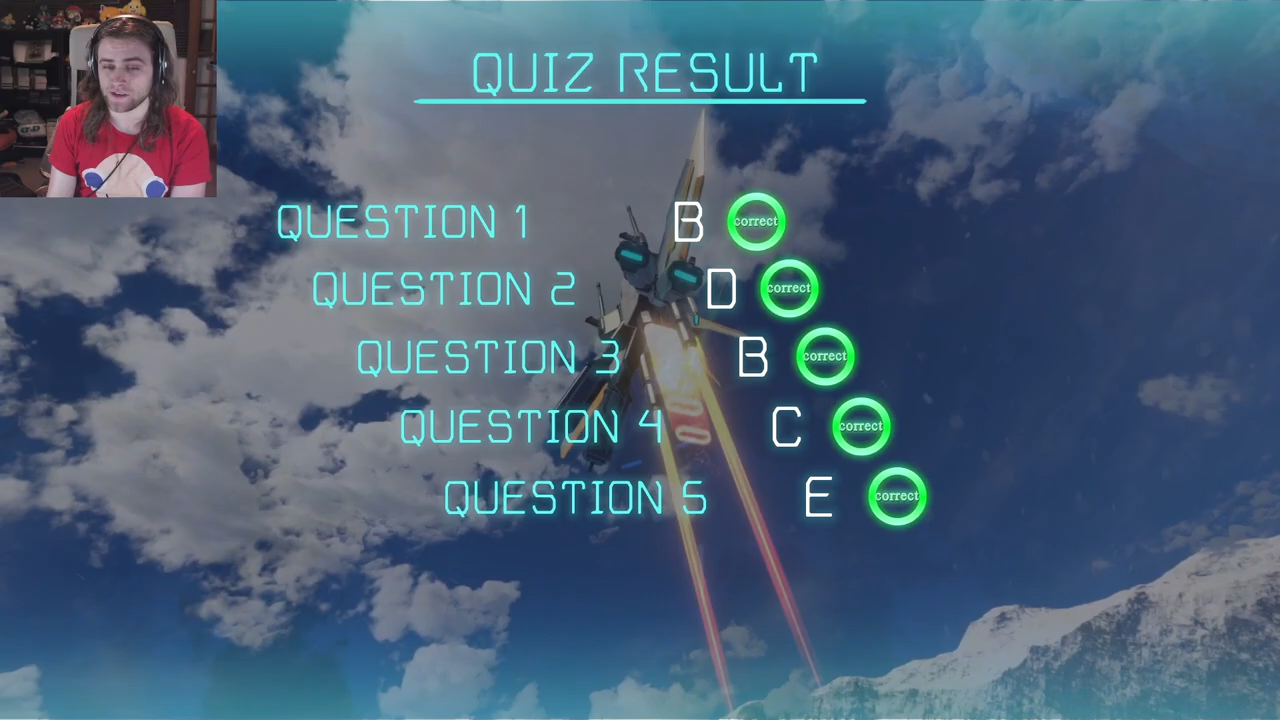 QUIZ RESULT
QUESTION 1 B correct
QUESTION 2 D correct
QUESTION 3 B correct
QUESTION 4 C correct
QUESTION 5 E correct